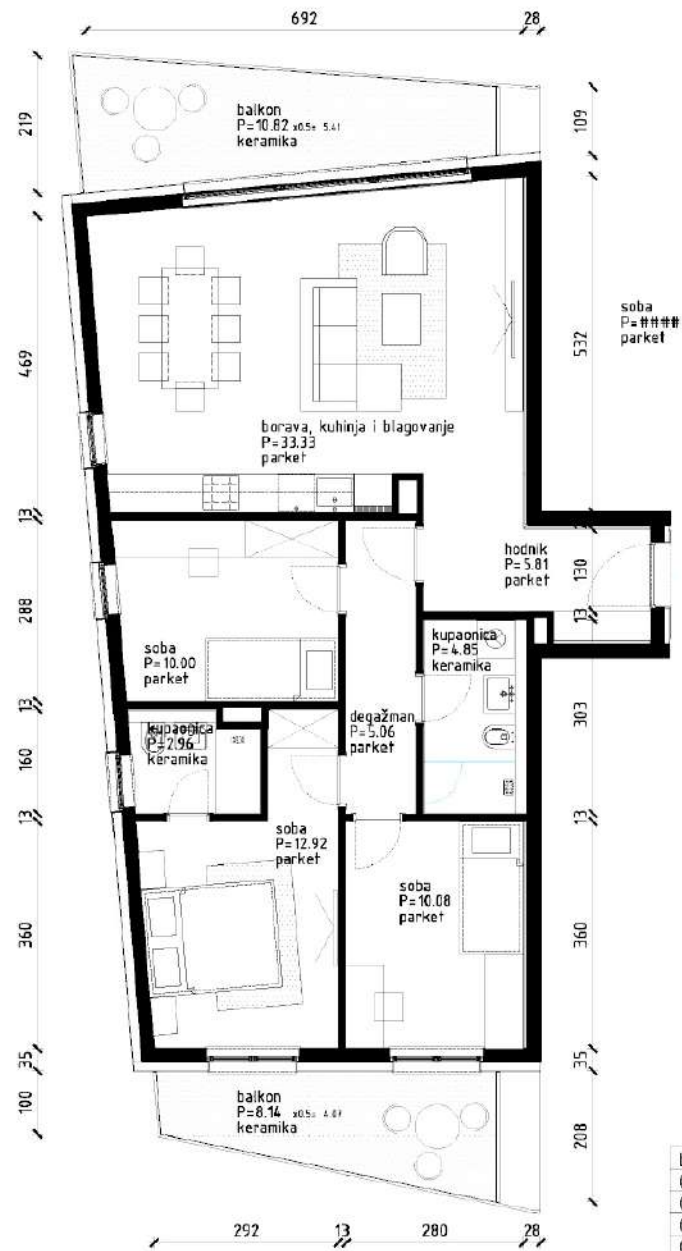 692 28
219
109
balkon
P=10.82 x0.5= 5.41
keramika
469
532
soba
P=####
parket
borava, kuhinja i blagovanje
P=33.33
parket
13
hodnik
P=5.81
parket
130
13
288
soba
P=10.00
parket
kupaonica
P=4.85
keramika
13
degažman
P=5.06
parket
303
kupaonica
P=2.96
keramika
160
13
13
soba
P=12.92
parket
soba
P=10.08
parket
360
360
35
35
100
balkon
P=8.14 x0.5= 4.07
keramika
208
292 13 280 28